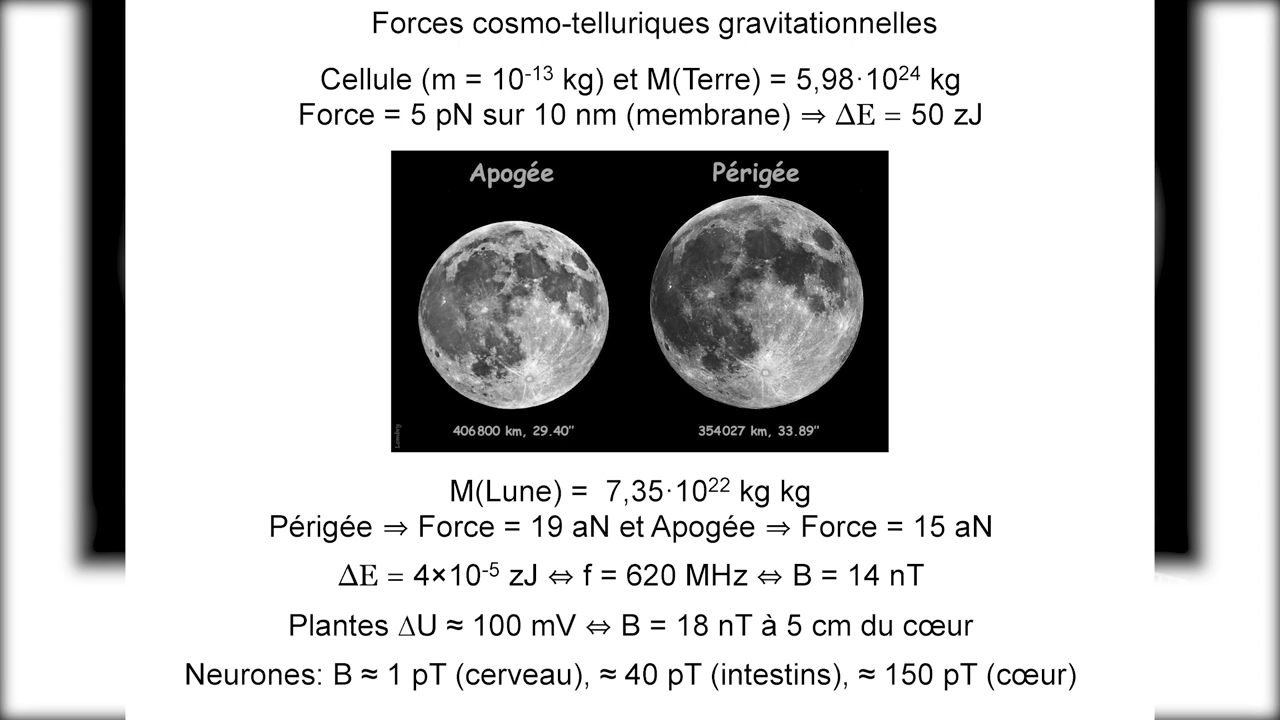 Forces cosmo-telluriques gravitationnelles
Cellule (m = 10⁻¹³ kg) et M(Terre) = 5,98·10²⁴ kg
Force = 5 pN sur 10 nm (membrane) ⇒ ΔE = 50 zJ
Apogée Périgée
406800 km, 29.40" 354027 km, 33.89"
M(Lune) = 7,35·10²² kg kg
Périgée ⇒ Force = 19 aN et Apogée ⇒ Force = 15 aN
ΔE = 4×10⁻⁵ zJ ⇔ f = 620 MHz ⇔ B = 14 nT
Plantes ΔU ≈ 100 mV ⇔ B = 18 nT à 5 cm du cœur
Neurones: B ≈ 1 pT (cerveau), ≈ 40 pT (intestins), ≈ 150 pT (cœur)